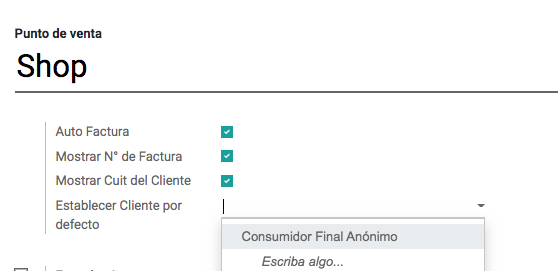 Punto de venta
Shop
Auto Factura
Mostrar N° de Factura
Mostrar Cuit del Cliente
Establecer Cliente por
defecto
Consumidor Final Anónimo
Escriba algo...